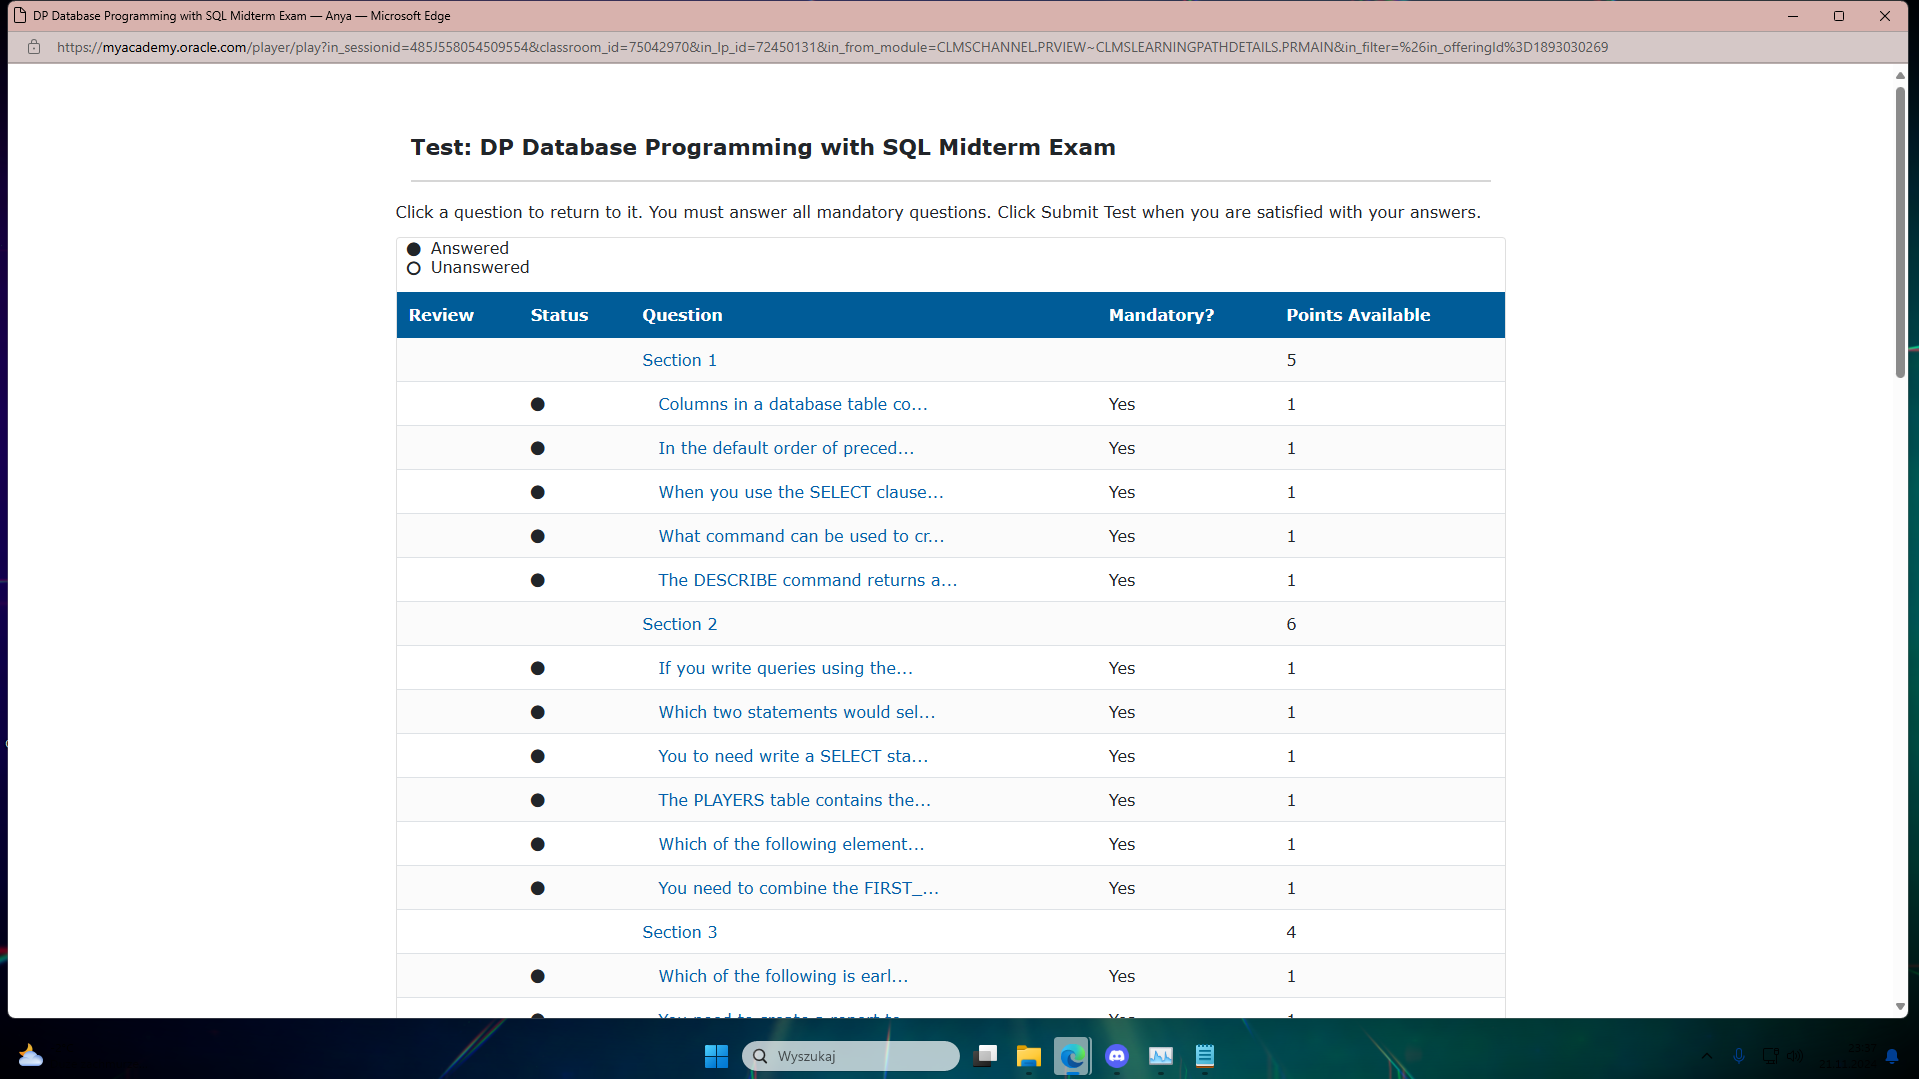 DP Database Programming with SQL Midterm Exam — Anya — Microsoft Edge
https://myacademy.oracle.com/player/play?in_sessionid=485J558054509554&classroom_id=75042970&in_lp_id=72450131&in_from_module=CLMSCHANNEL.PRVIEW~CLMSLEARNINGPATHDETAILS.PRMAIN&in_filter=%26in_offeringId%3D1893030269
Test: DP Database Programming with SQL Midterm Exam
Click a question to return to it. You must answer all mandatory questions. Click Submit Test when you are satisfied with your answers.
Answered
Unanswered
Review Status Question Mandatory? Points Available
Section 1 5
Columns in a database table co... Yes 1
In the default order of preced... Yes 1
When you use the SELECT clause... Yes 1
What command can be used to cr... Yes 1
The DESCRIBE command returns a... Yes 1
Section 2 6
If you write queries using the... Yes 1
Which two statements would sel... Yes 1
You to need write a SELECT sta... Yes 1
The PLAYERS table contains the... Yes 1
Which of the following element... Yes 1
You need to combine the FIRST_... Yes 1
Section 3 4
Which of the following is earl... Yes 1
You need to create a report to... Yes 1
Wyszukaj